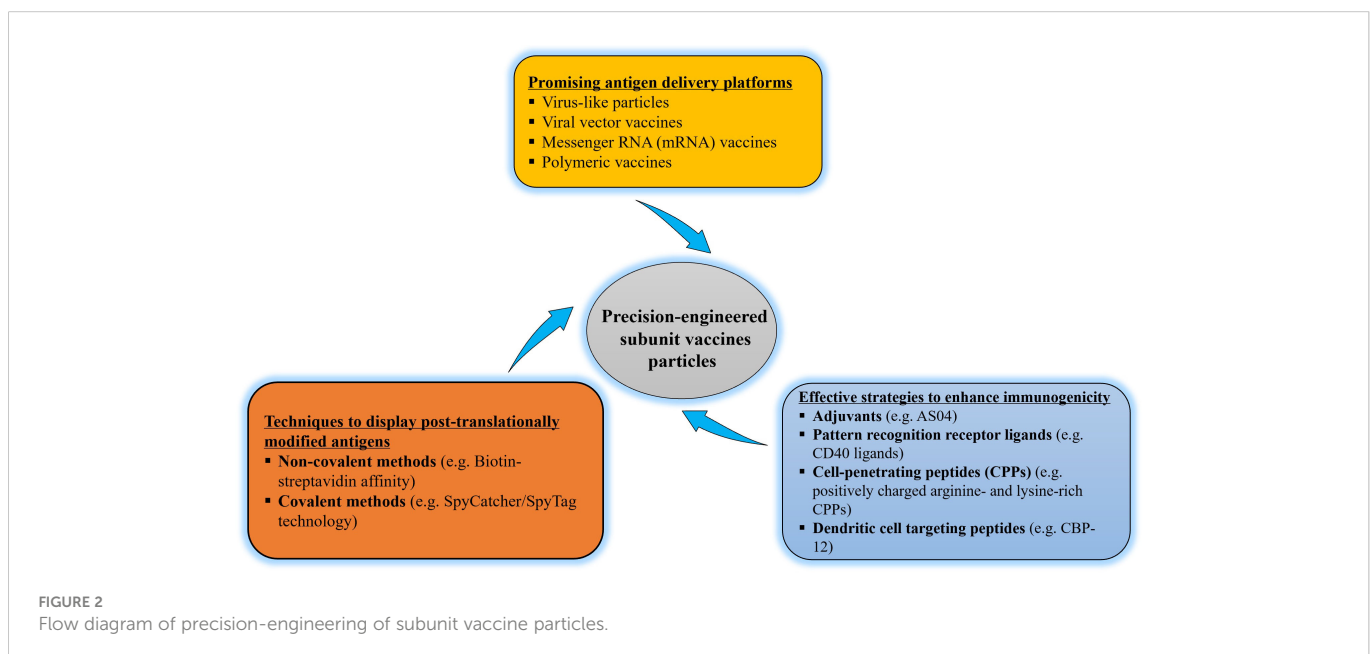 Promising antigen delivery platforms
▪ Virus-like particles
▪ Viral vector vaccines
▪ Messenger RNA (mRNA) vaccines
▪ Polymeric vaccines
Precision-engineered
subunit vaccines
particles
Techniques to display post-translationally
modified antigens
▪ Non-covalent methods (e.g. Biotin-
streptavidin affinity)
▪ Covalent methods (e.g. SpyCatcher/SpyTag
technology)
Effective strategies to enhance immunogenicity
▪ Adjuvants (e.g. AS04)
▪ Pattern recognition receptor ligands (e.g.
CD40 ligands)
▪ Cell-penetrating peptides (CPPs) (e.g.
positively charged arginine- and lysine-rich
CPPs)
▪ Dendritic cell targeting peptides (e.g. CBP-
12)
FIGURE 2
Flow diagram of precision-engineering of subunit vaccine particles.